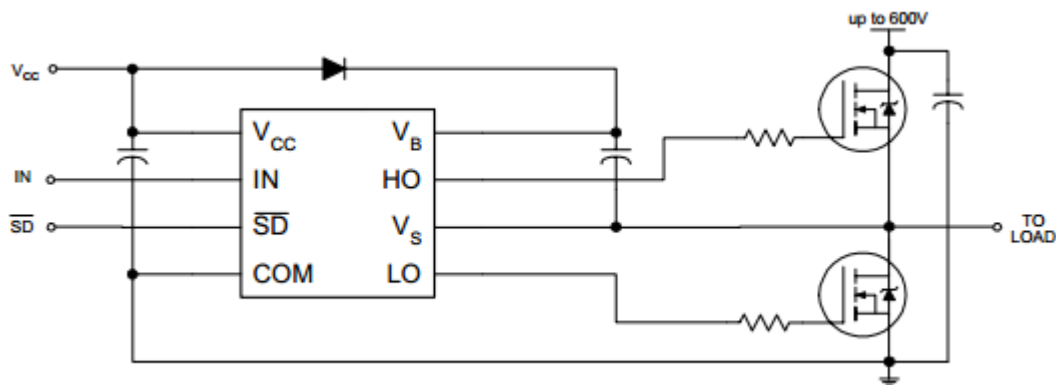 up to 600V
VCC
VCC VB
IN IN HO
SD SD VS TO
LOAD
COM LO